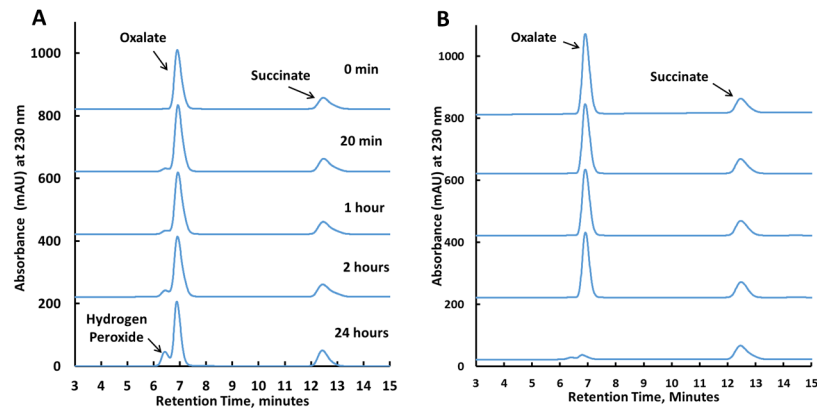 A
Oxalate
0 min
Succinate
20 min
1 hour
2 hours
Hydrogen
Peroxide
24 hours
Absorbance (mAU) at 230 nm
1000
800
600
400
200
0
3 4 5 6 7 8 9 10 11 12 13 14 15
Retention Time, minutes
B
Oxalate
Succinate
Absorbance (mAU) at 230 nm
1000
800
600
400
200
0
3 4 5 6 7 8 9 10 11 12 13 14 15
Retention Time, Minutes